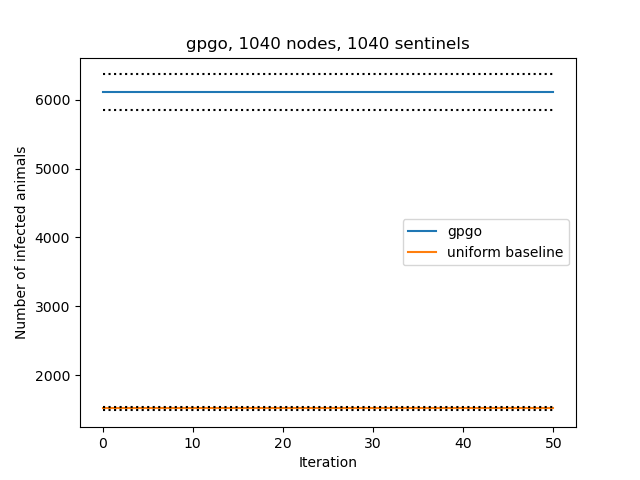 gpgo, 1040 nodes, 1040 sentinels
6000
5000
4000
3000
2000
Number of infected animals
gpgo
uniform baseline
0 10 20 30 40 50
Iteration